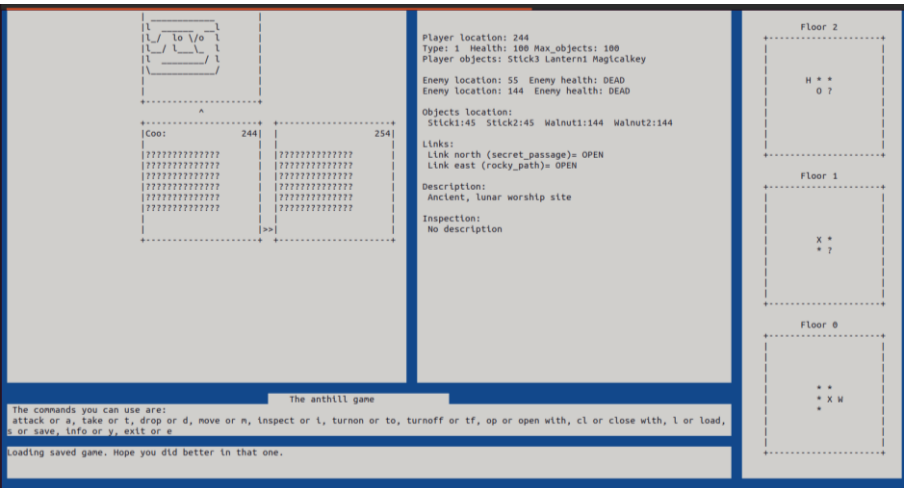 lo \/o
^
Coo: 244
254
?????????????? ??????????????
?????????????? ??????????????
?????????????? ??????????????
?????????????? ??????????????
?????????????? ??????????????
?????????????? ??????????????
>>
Player location: 244
Type: 1 Health: 100 Max_objects: 100
Player objects: Stick3 Lantern1 Magicalkey
Enemy location: 55 Enemy health: DEAD
Enemy location: 144 Enemy health: DEAD
Objects location:
Stick1:45 Stick2:45 Walnut1:144 Walnut2:144
Links:
Link north (secret_passage)= OPEN
Link east (rocky_path)= OPEN
Description:
Ancient, lunar worship site
Inspection:
No description
Floor 2
H * *
O ?
Floor 1
X *
* ?
Floor 0
* *
* X W
*
The anthill game
The commands you can use are:
attack or a, take or t, drop or d, move or m, inspect or i, turnon or to, turnoff or tf, op or open with, cl or close with, l or load,
s or save, info or y, exit or e
Loading saved game. Hope you did better in that one.